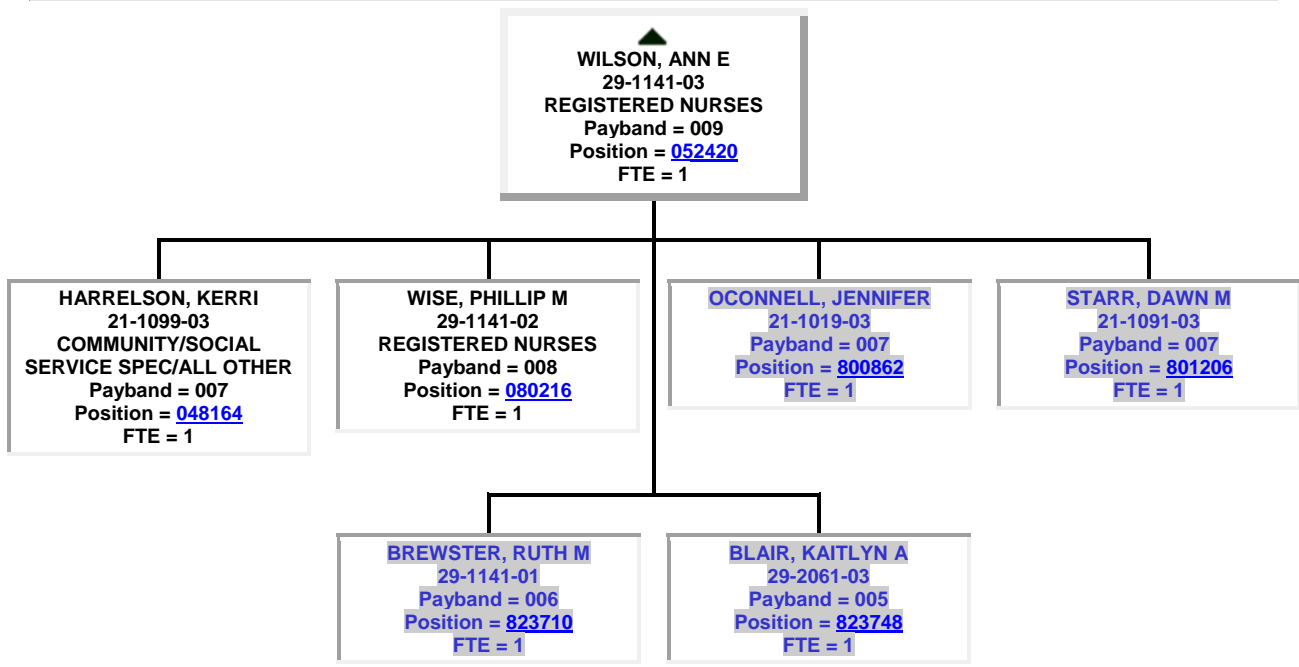 WILSON, ANN E
29-1141-03
REGISTERED NURSES
Payband = 009
Position = 052420
FTE = 1
HARRELSON, KERRI
21-1099-03
COMMUNITY/SOCIAL
SERVICE SPEC/ALL OTHER
Payband = 007
Position = 048164
FTE = 1
WISE, PHILLIP M
29-1141-02
REGISTERED NURSES
Payband = 008
Position = 080216
FTE = 1
OCONNELL, JENNIFER
21-1019-03
Payband = 007
Position = 800862
FTE = 1
STARR, DAWN M
21-1091-03
Payband = 007
Position = 801206
FTE = 1
BREWSTER, RUTH M
29-1141-01
Payband = 006
Position = 823710
FTE = 1
BLAIR, KAITLYN A
29-2061-03
Payband = 005
Position = 823748
FTE = 1